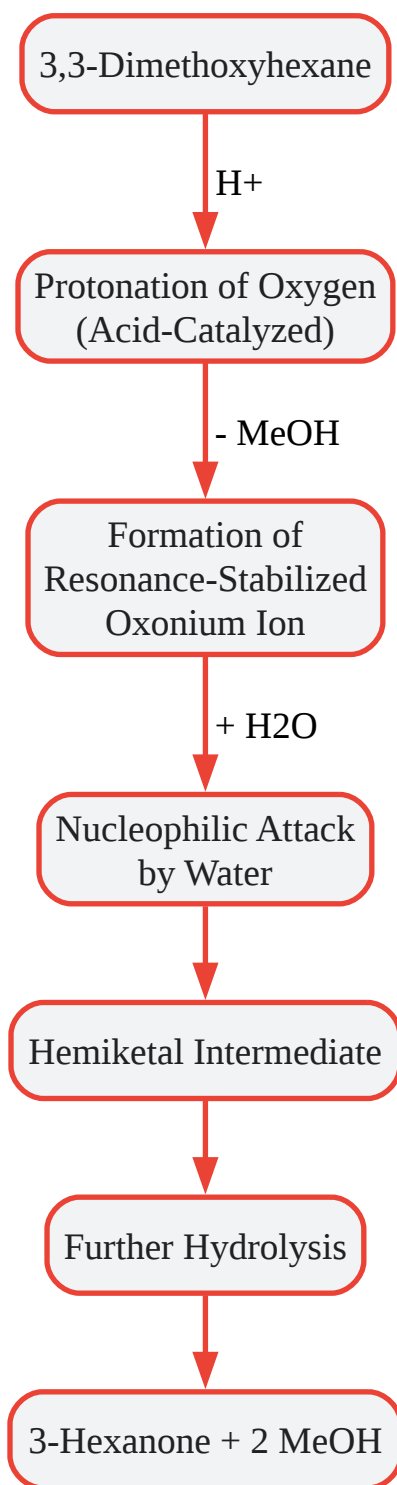 3,3-Dimethoxyhexane
H+
Protonation of Oxygen
(Acid-Catalyzed)
- MeOH
Formation of
Resonance-Stabilized
Oxonium Ion
+ H2O
Nucleophilic Attack
by Water
Hemiketal Intermediate
Further Hydrolysis
3-Hexanone + 2 MeOH